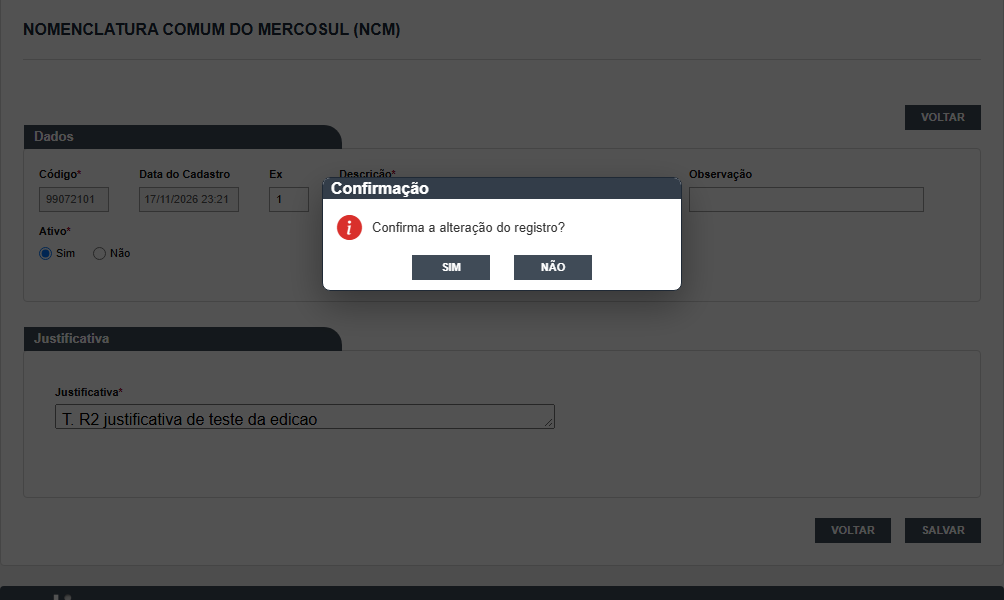 NOMENCLATURA COMUM DO MERCOSUL (NCM)
VOLTAR
Dados
Código* Data do Cadastro Ex Descrição* Observação
99072101 17/11/2026 23:21 1
Ativo*
Sim Não
Confirmação
i Confirma a alteração do registro?
SIM NÃO
Justificativa
Justificativa*
T. R2 justificativa de teste da edicao
VOLTAR SALVAR